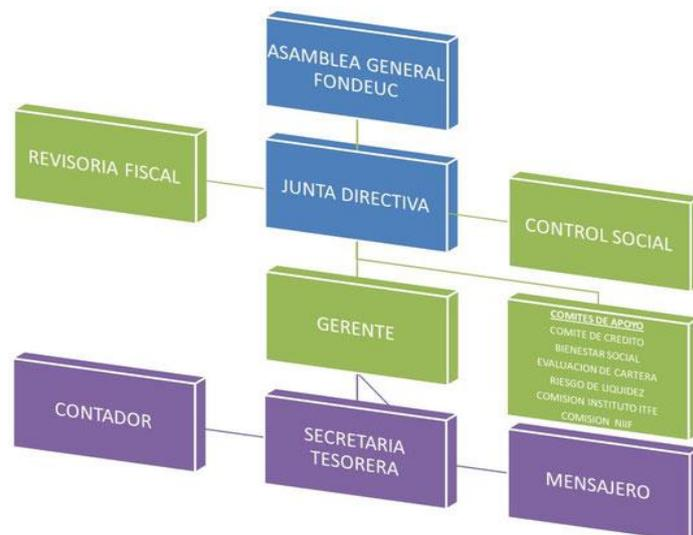 ASAMBLEA GENERAL
FONDEUC
REVISORIA FISCAL
JUNTA DIRECTIVA
CONTROL SOCIAL
GERENTE
COMITES DE APOYO
COMITE DE CREDITO
BIENESTAR SOCIAL
EVALUACION DE CARTERA
RIESGO DE LIQUIDEZ
COMISION INSTITUTO ITFE
COMISION NIIF
CONTADOR
SECRETARIA
TESORERA
MENSAJERO